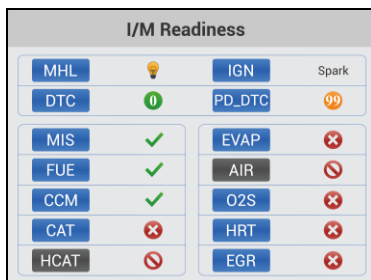 I/M Readiness
MHL IGN Spark
DTC 0 PD_DTC 99
MIS EVAP
FUE AIR
CCM O2S
CAT HRT
HCAT EGR